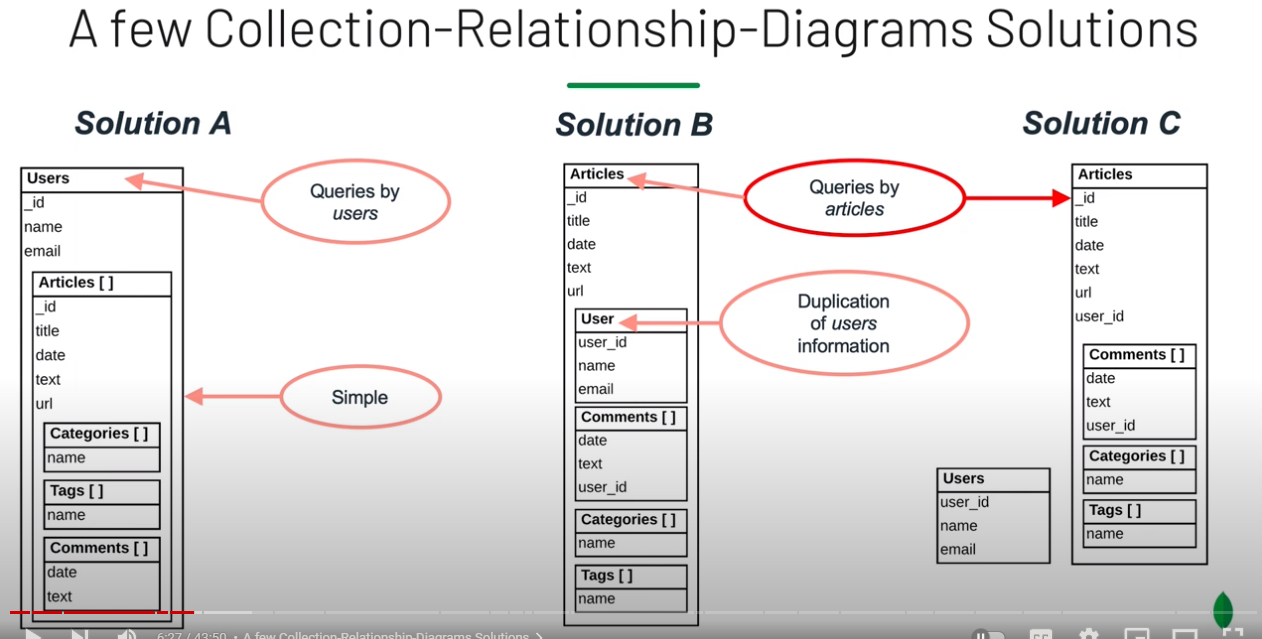 A few Collection-Relationship-Diagrams Solutions
Solution A
Users
_id
name
email
Articles [ ]
_id
title
date
text
url
Categories [ ]
name
Tags [ ]
name
Comments [ ]
date
text
Queries by
users
Simple
Solution B
Articles
_id
title
date
text
url
User
user_id
name
email
Comments [ ]
date
text
user_id
Categories [ ]
name
Tags [ ]
name
Queries by
articles
Duplication
of users
information
Solution C
Users
user_id
name
email
Articles
_id
title
date
text
url
user_id
Comments [ ]
date
text
user_id
Categories [ ]
name
Tags [ ]
name
6:27 / 43:50 • A few Collection-Relationship-Diagrams Solutions